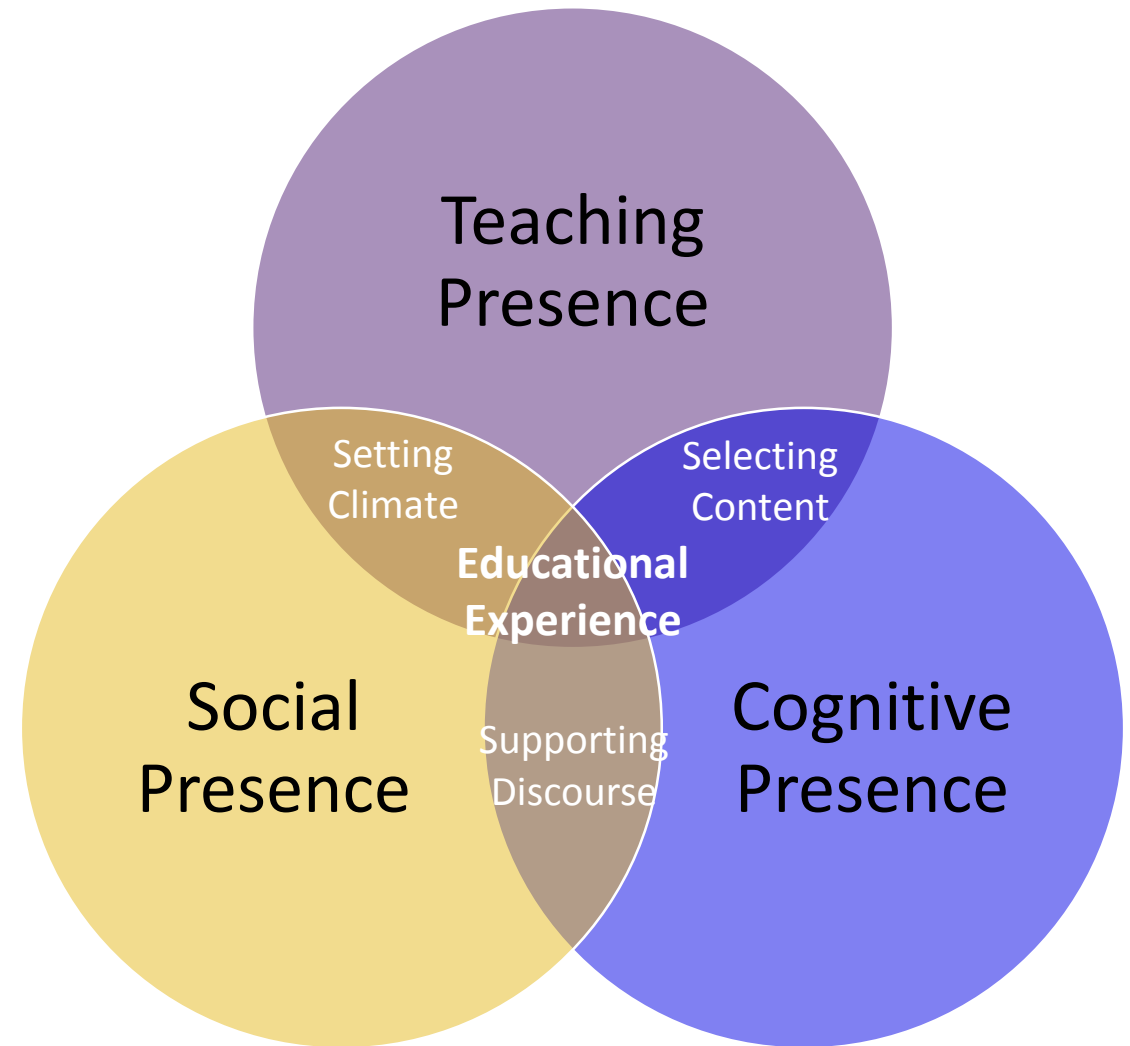 Teaching
Presence
Setting
Climate
Selecting
Content
Educational
Experience
Social
Presence
Supporting
Discourse
Cognitive
Presence